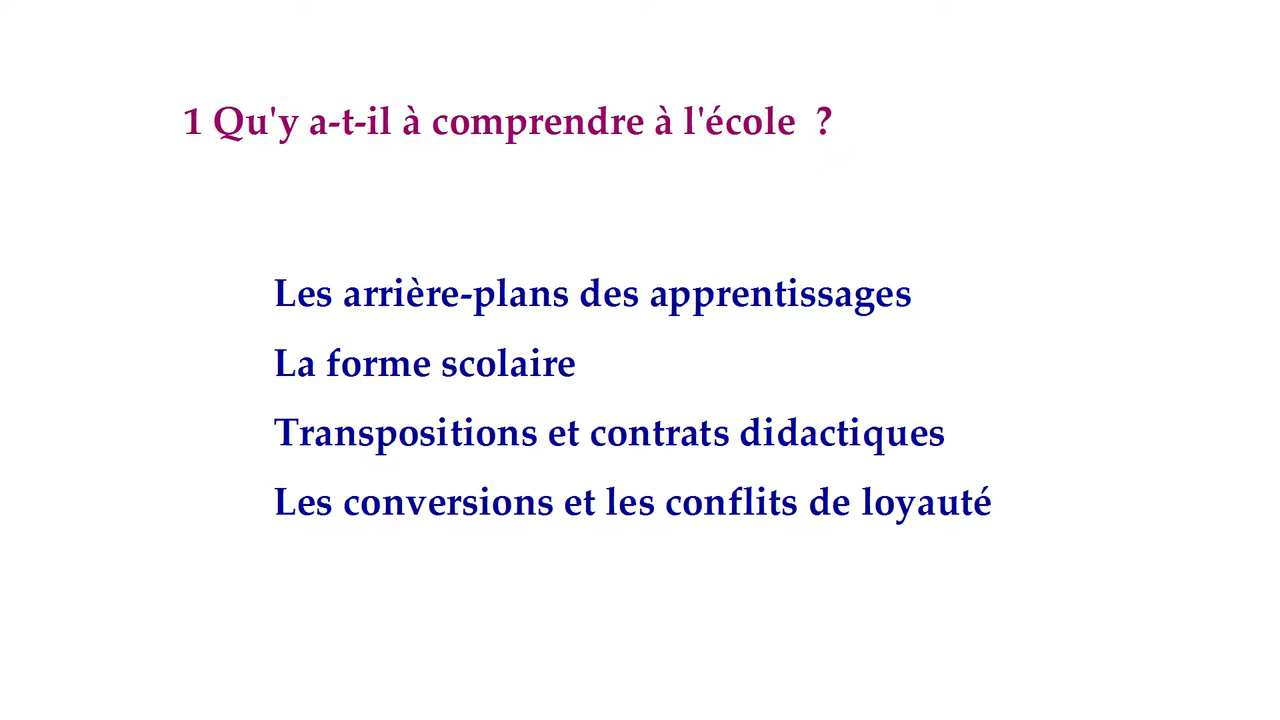 1 Qu'y a-t-il à comprendre à l'école  ?
Les arrière-plans des apprentissages
La forme scolaire
Transpositions et contrats didactiques
Les conversions et les conflits de loyauté